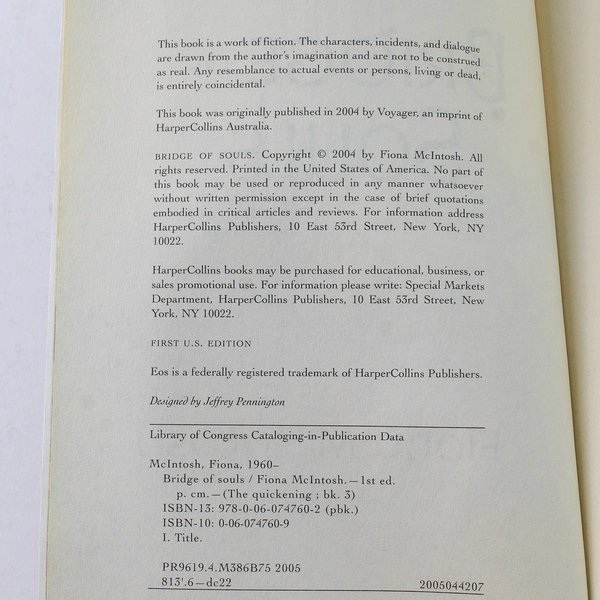 This book is a work of fiction. The characters, incidents, and dialogue
are drawn from the author's imagination and are not to be construed
as real. Any resemblance to actual events or persons, living or dead,
is entirely coincidental.
This book was originally published in 2004 by Voyager, an imprint of
HarperCollins Australia.
BRIDGE OF SOULS. Copyright © 2004 by Fiona McIntosh. All
rights reserved. Printed in the United States of America. No part of
this book may be used or reproduced in any manner whatsoever
without written permission except in the case of brief quotations
embodied in critical articles and reviews. For information address
HarperCollins Publishers, 10 East 53rd Street, New York, NY
10022.
HarperCollins books may be purchased for educational, business, or
sales promotional use. For information please write: Special Markets
Department, HarperCollins Publishers, 10 East 53rd Street, New
York, NY 10022.
FIRST U.S. EDITION
Eos is a federally registered trademark of HarperCollins Publishers.
Designed by Jeffrey Pennington
Library of Congress Cataloging-in-Publication Data
McIntosh, Fiona, 1960–
Bridge of souls / Fiona McIntosh.—1st ed.
p. cm.—(The quickening ; bk. 3)
ISBN-13: 978-0-06-074760-2 (pbk.)
ISBN-10: 0-06-074760-9
I. Title.
PR9619.4.M386B75 2005
813'.6—dc22
2005044207